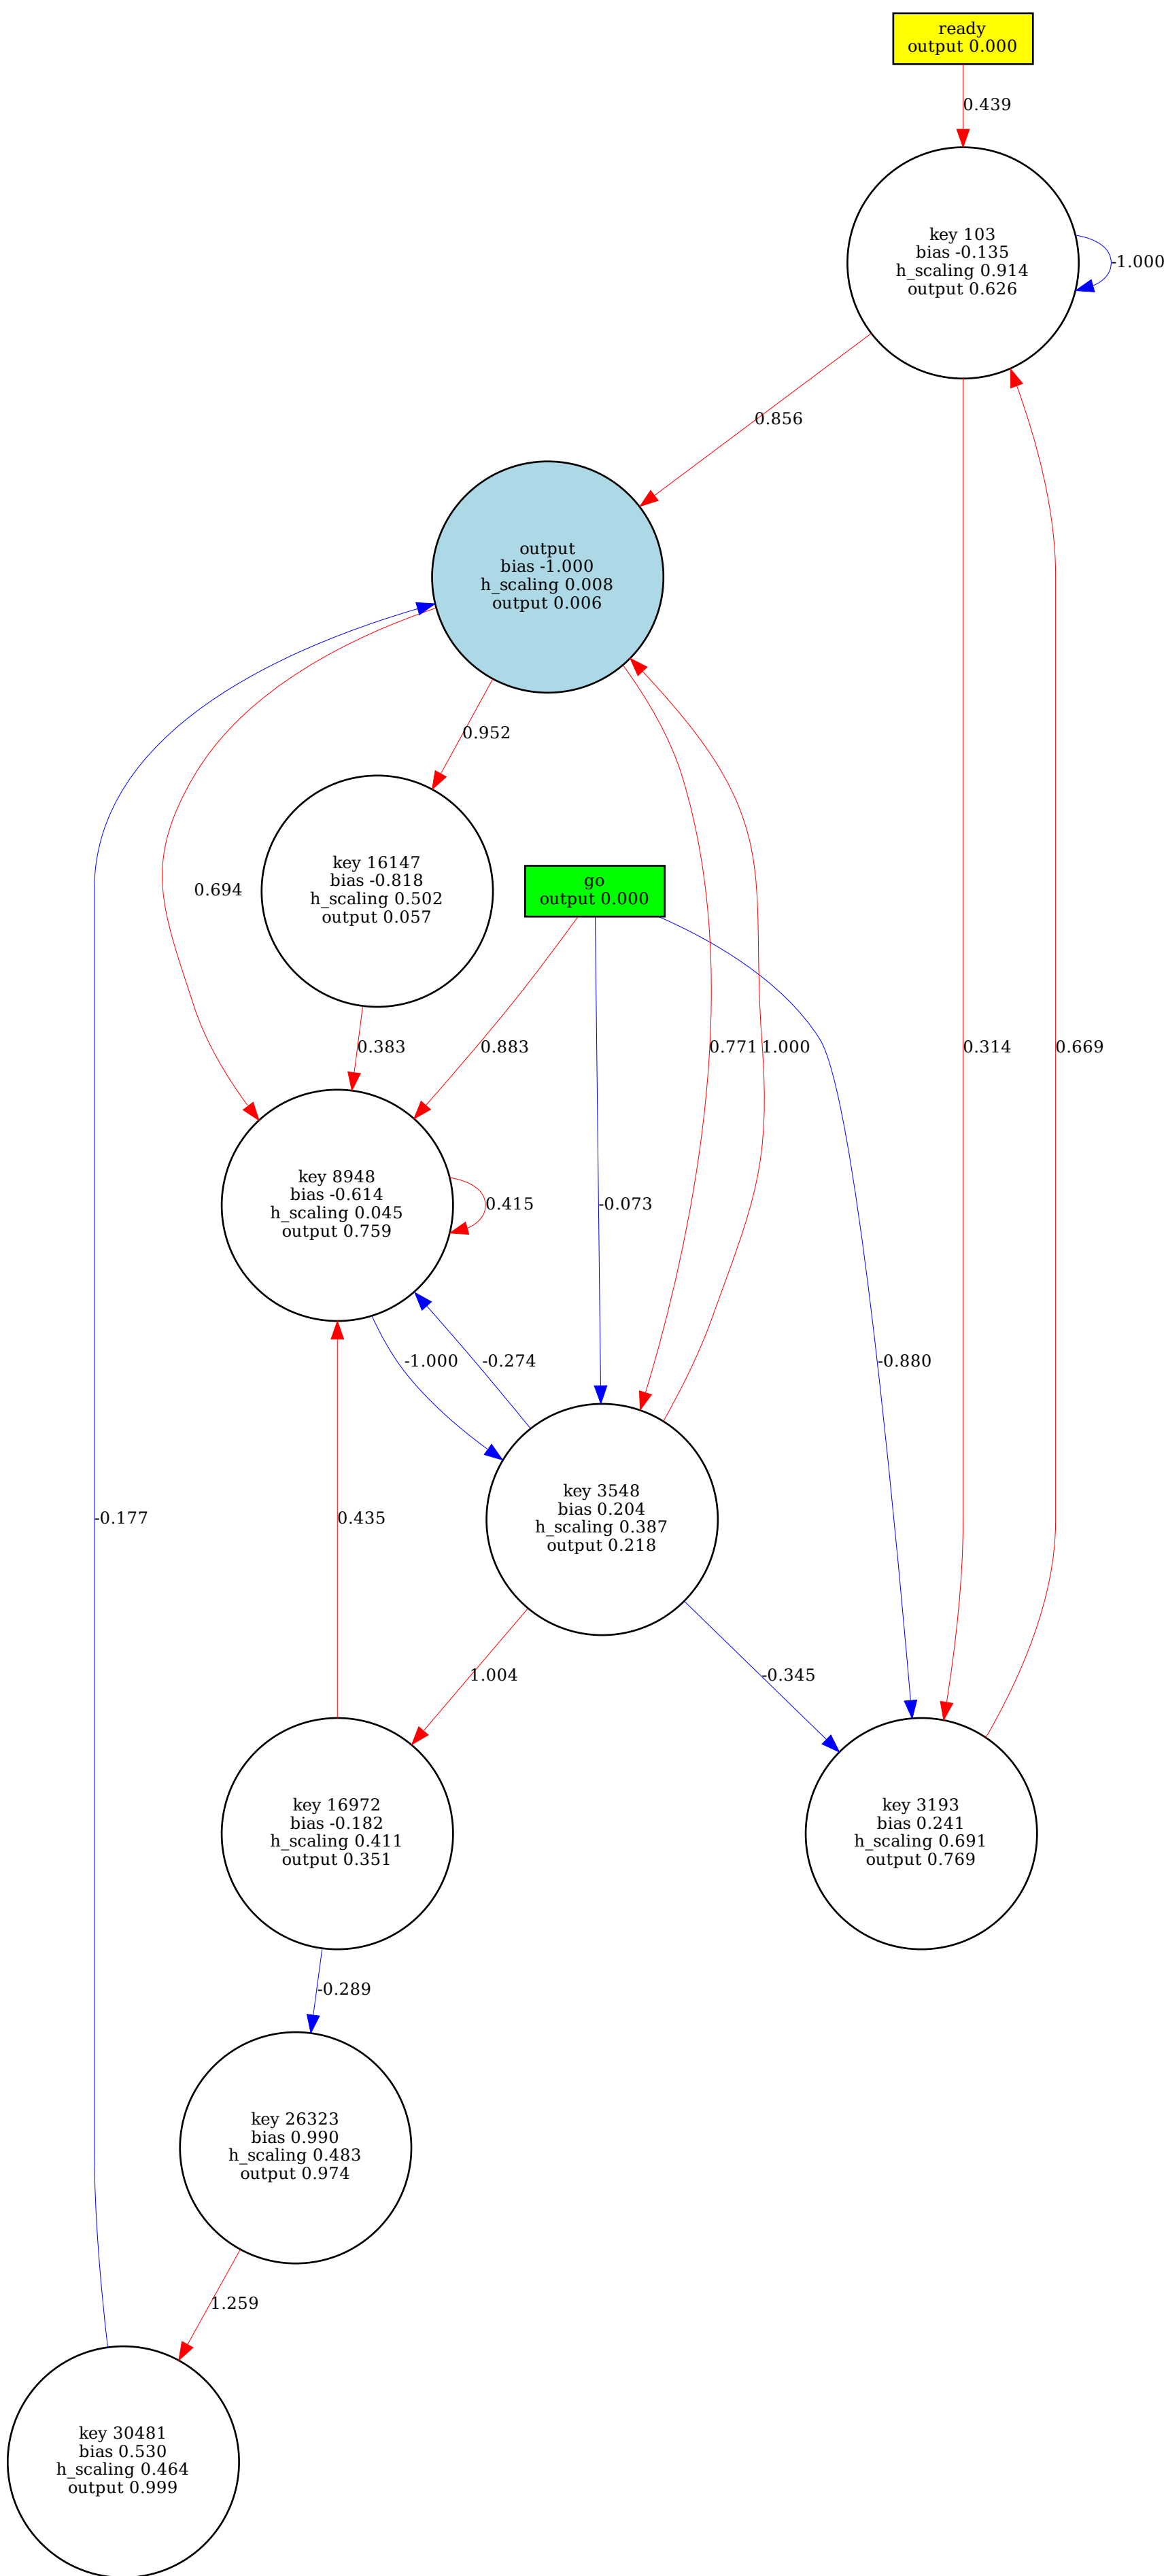 ready
output 0.000
0.439
key 103
bias -0.135
h_scaling 0.914
output 0.626
-1.000
0.856
output
bias -1.000
h_scaling 0.008
output 0.006
0.952
key 16147
bias -0.818
h_scaling 0.502
output 0.057
go
output 0.000
0.694
0.383
0.883
0.771
1.000
0.314
0.669
key 8948
bias -0.614
h_scaling 0.045
output 0.759
0.415
-0.073
-1.000
-0.274
-0.880
-0.177
0.435
key 3548
bias 0.204
h_scaling 0.387
output 0.218
1.004
-0.345
key 16972
bias -0.182
h_scaling 0.411
output 0.351
key 3193
bias 0.241
h_scaling 0.691
output 0.769
-0.289
key 26323
bias 0.990
h_scaling 0.483
output 0.974
1.259
key 30481
bias 0.530
h_scaling 0.464
output 0.999